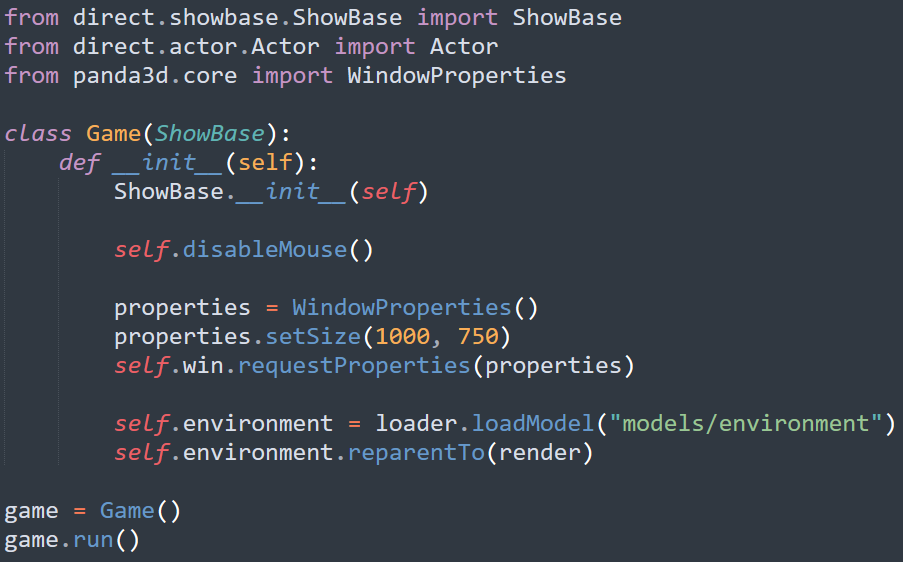 from direct.showbase.ShowBase import ShowBase
from direct.actor.Actor import Actor
from panda3d.core import WindowProperties

class Game(ShowBase):
    def __init__(self):
        ShowBase.__init__(self)

        self.disableMouse()

        properties = WindowProperties()
        properties.setSize(1000, 750)
        self.win.requestProperties(properties)

        self.environment = loader.loadModel("models/environment")
        self.environment.reparentTo(render)

game = Game()
game.run()